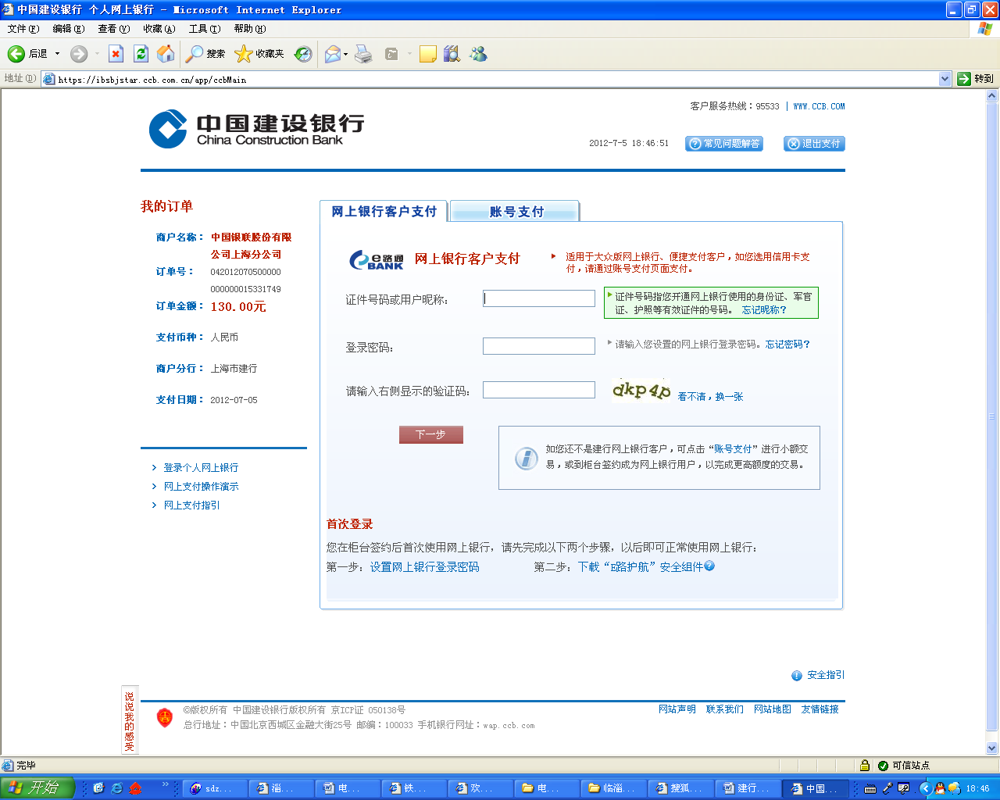 中国建设银行 个人网上银行 - Microsoft Internet Explorer
文件(F) 编辑(E) 查看(V) 收藏(A) 工具(T) 帮助(H)
后退 搜索 收藏夹
地址(D) https://ibsbjstar.ccb.com.cn/app/ccbMain 转到
客户服务热线：95533 | WWW.CCB.COM
中国建设银行
China Construction Bank
2012-7-5 18:46:51 常见问题解答 退出支付
我的订单
商户名称： 中国银联股份有限
公司上海分公司
订单号： 042012070500000
000000015331749
订单金额： 130.00元
支付币种： 人民币
商户分行： 上海市建行
支付日期： 2012-07-05
登录个人网上银行
网上支付操作演示
网上支付指引
网上银行客户支付 账号支付
e路通
BANK
网上银行客户支付
适用于大众版网上银行、便捷支付客户，如您选用信用卡支
付，请通过账号支付页面支付。
证件号码或用户昵称：
证件号码指您开通网上银行使用的身份证、军官
证、护照等有效证件的号码。 忘记昵称？
登录密码：
请输入您设置的网上银行登录密码。忘记密码？
请输入右侧显示的验证码：
dkp4p
看不清，换一张
下一步
如您还不是建行网上银行客户，可点击“账号支付”进行小额交
易，或到柜台签约成为网上银行用户，以完成更高额度的交易。
首次登录
您在柜台签约后首次使用网上银行，请先完成以下两个步骤，以后即可正常使用网上银行：
第一步：设置网上银行登录密码 第二步：下载“E路护航”安全组件
安全指引
说说我的感受
©版权所有 中国建设银行版权所有 京ICP证 050138号
网站声明 联系我们 网站地图 友情链接
总行地址：中国北京西城区金融大街25号 邮编：100033 手机银行网址：wap.ccb.com
完毕 可信站点
开始 sdz... 淄... 电... 铁... 欢... 电... 临淄... 搜狐... 建行... 中国... 18:46